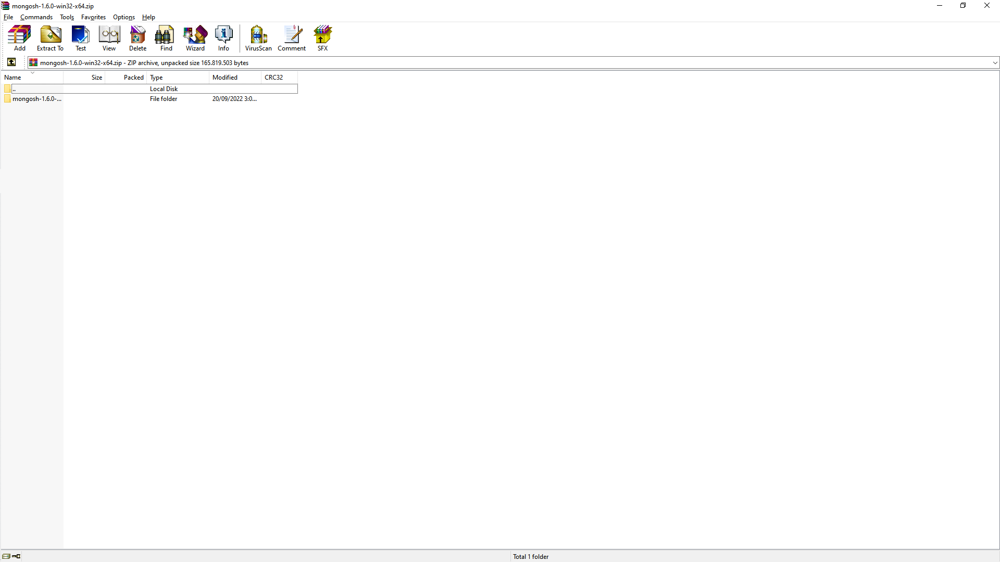 mongosh-1.6.0-win32-x64.zip
File Commands Tools Favorites Options Help
Add Extract To Test View Delete Find Wizard Info VirusScan Comment SFX
mongosh-1.6.0-win32-x64.zip - ZIP archive, unpacked size 165.819.503 bytes
Name Size Packed Type Modified CRC32
.. Local Disk
mongosh-1.6.0-... File folder 20/09/2022 3:0...
Total 1 folder